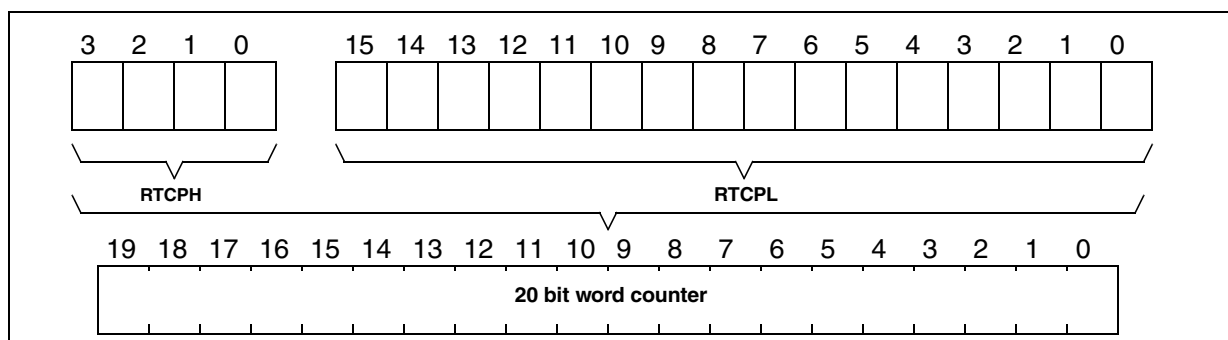 3 2 1 0 15 14 13 12 11 10 9 8 7 6 5 4 3 2 1 0
RTCPH RTCPL
19 18 17 16 15 14 13 12 11 10 9 8 7 6 5 4 3 2 1 0
20 bit word counter